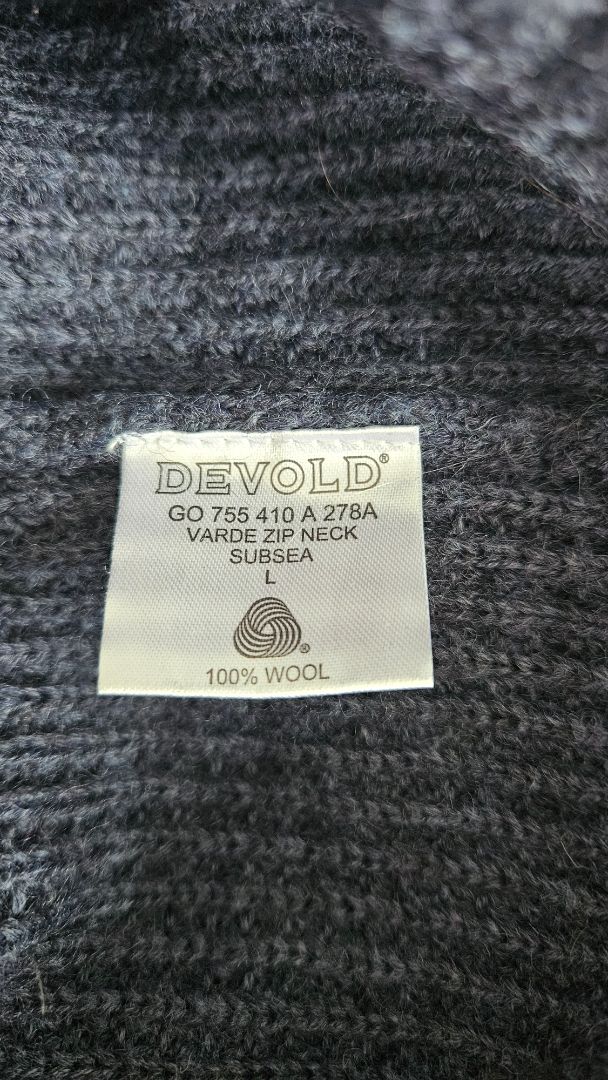 DEVOLD®
GO 755 410 A 278A
VARDE ZIP NECK
SUBSEA
L
®
100% WOOL